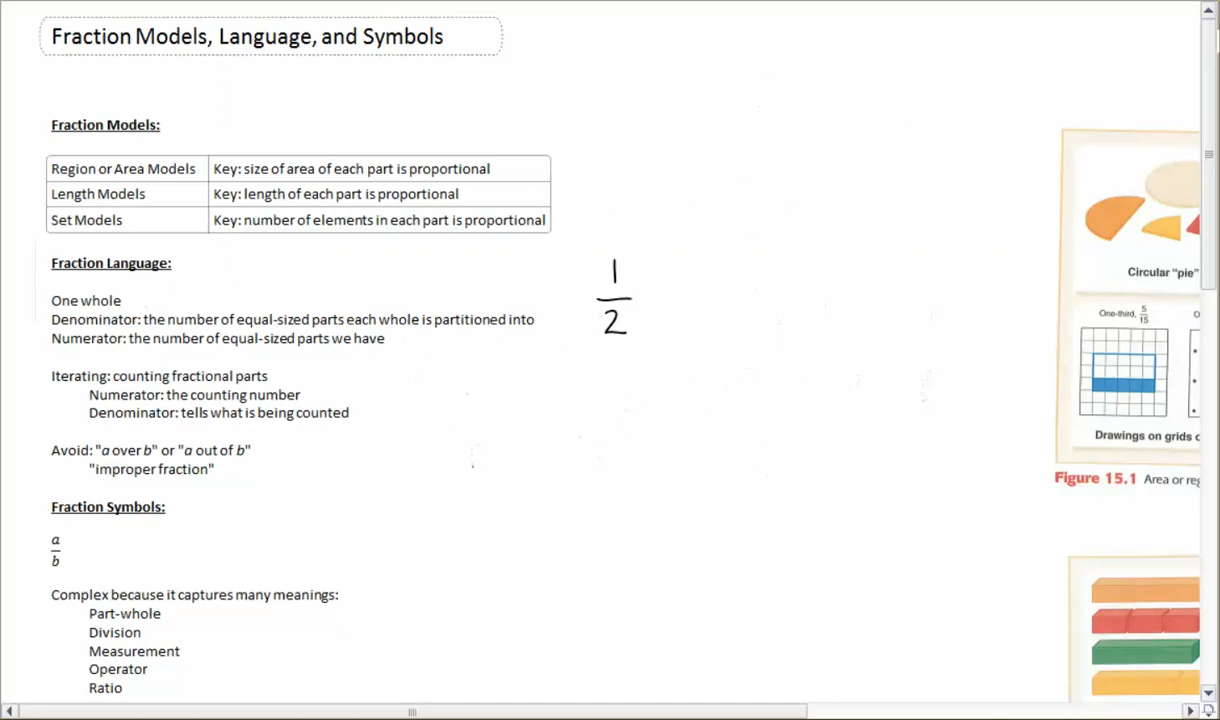 Fraction Models, Language, and Symbols
Fraction Models:
Region or Area Models Key: size of area of each part is proportional
Length Models Key: length of each part is proportional
Set Models Key: number of elements in each part is proportional
Fraction Language:
One whole
Denominator: the number of equal-sized parts each whole is partitioned into
Numerator: the number of equal-sized parts we have
Iterating: counting fractional parts
Numerator: the counting number
Denominator: tells what is being counted
Avoid: "a over b" or "a out of b"
"improper fraction"
Fraction Symbols:
a
b
Complex because it captures many meanings:
Part-whole
Division
Measurement
Operator
Ratio
1
2
Circular "pie"
One-third, 5/15
Drawings on grids
Figure 15.1 Area or